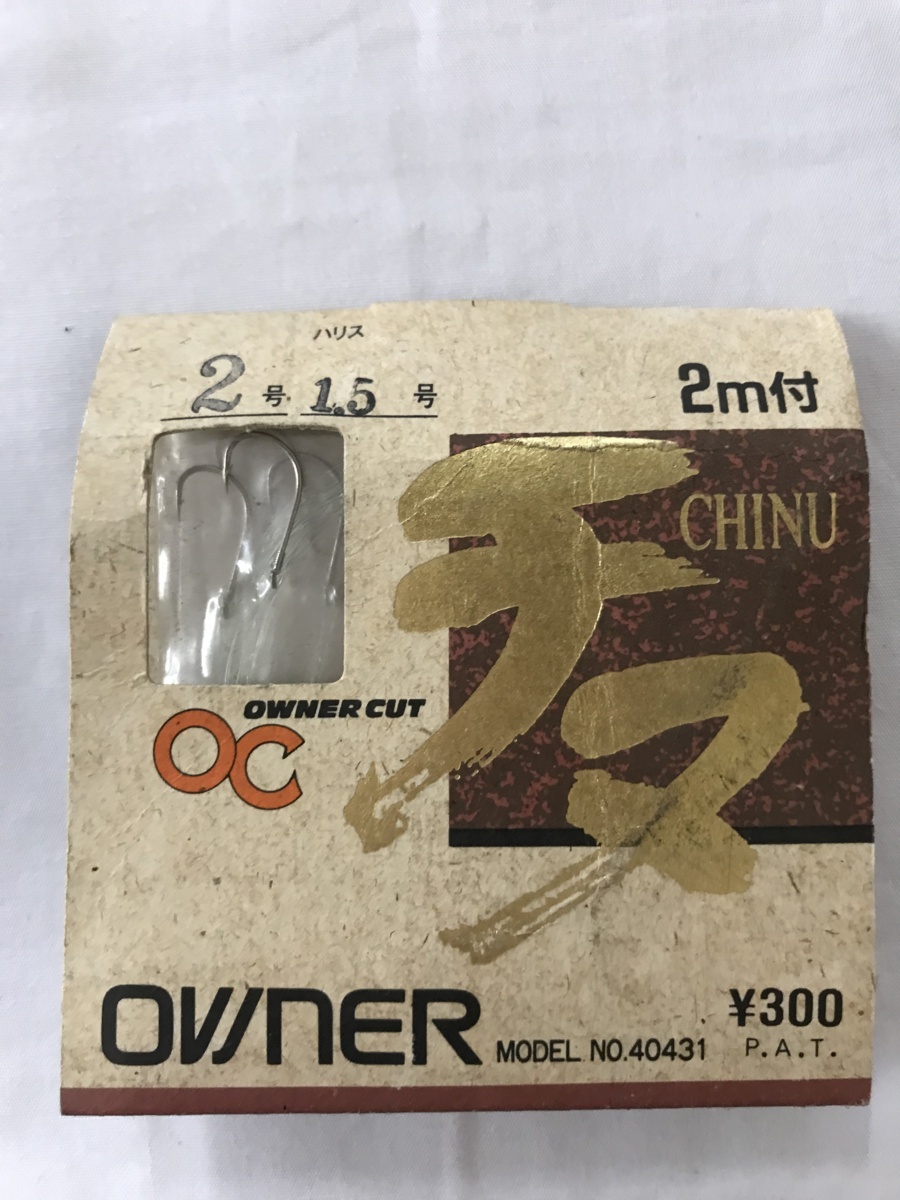 ハリス
2号 1.5号
2m付
チヌ
CHINU
OWNER CUT
OC
OWNER
MODEL NO.40431
¥300
P.A.T.